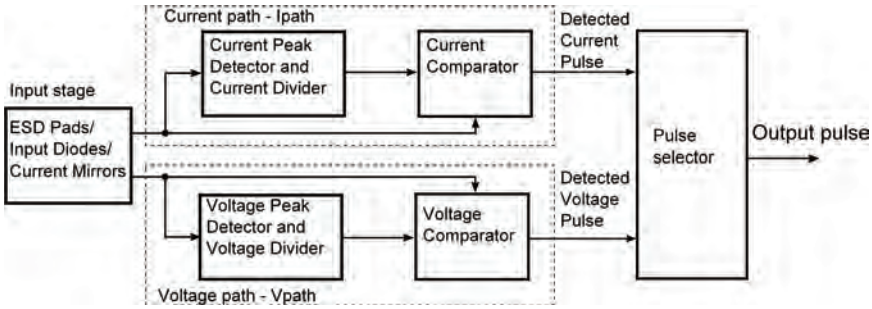 Current path - Ipath
Current Peak
Detector and
Current Divider
Current
Comparator
Detected
Current
Pulse
Input stage
ESD Pads/
Input Diodes/
Current Mirrors
Pulse
selector
Output pulse
Voltage Peak
Detector and
Voltage Divider
Voltage
Comparator
Detected
Voltage
Pulse
Voltage path - Vpath